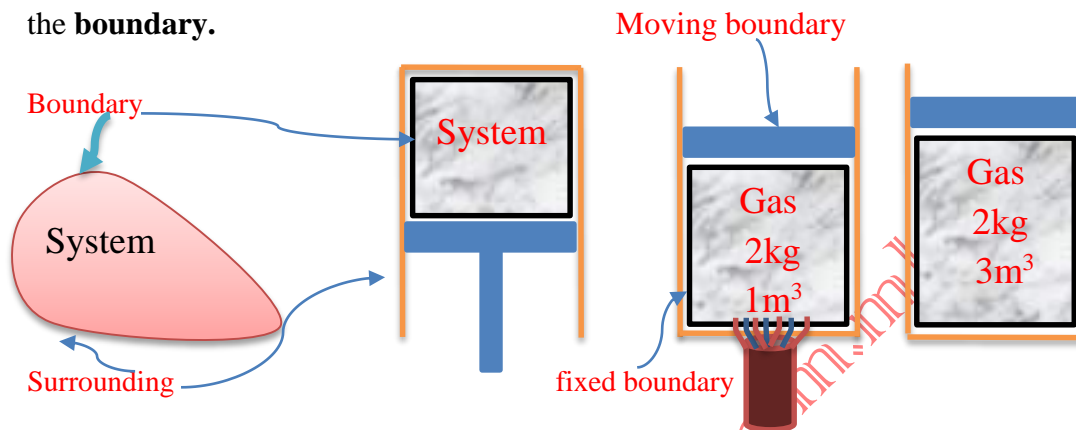 the boundary.
Moving boundary
Boundary
System
System
Gas
2kg
1m³
Gas
2kg
3m³
fixed boundary
Surrounding